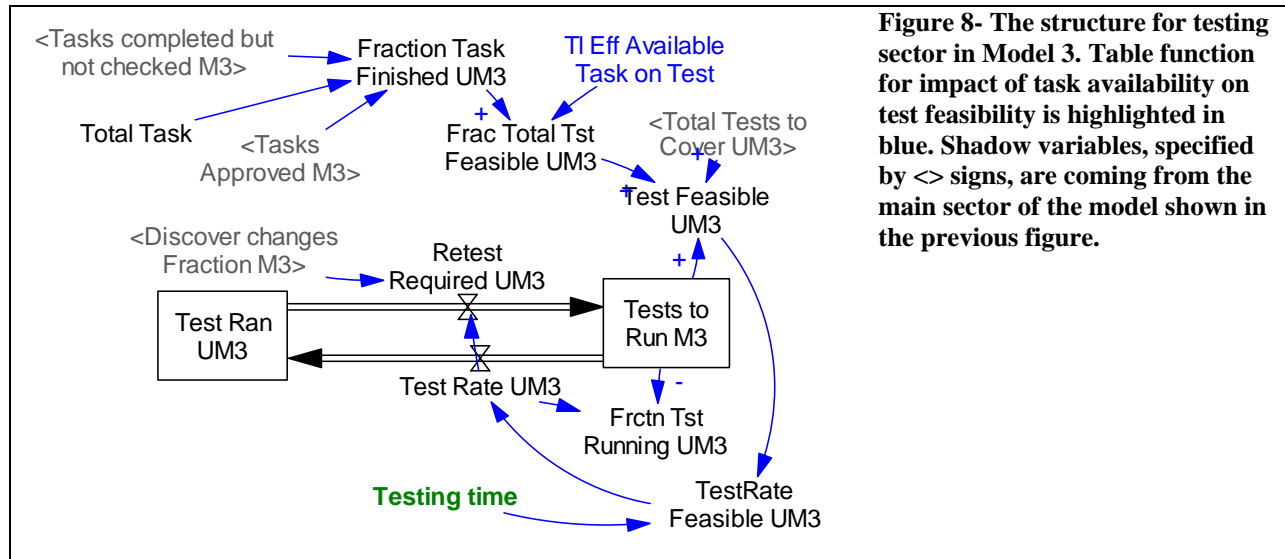 <Tasks completed but
not checked M3>
Fraction Task
Finished UM3
Tl Eff Available
Task on Test
Total Task
<Tasks
Approved M3>
+
Frac Total Tst
Feasible UM3
<Total Tests to
Cover UM3>
+
+
Test Feasible
UM3
<Discover changes
Fraction M3>
Retest
Required UM3
+
Test Ran
UM3
Tests to
Run M3
Test Rate UM3
-
Frctn Tst
Running UM3
Testing time
TestRate
Feasible UM3
Figure 8- The structure for testing
sector in Model 3. Table function
for impact of task availability on
test feasibility is highlighted in
blue. Shadow variables, specified
by <> signs, are coming from the
main sector of the model shown in
the previous figure.